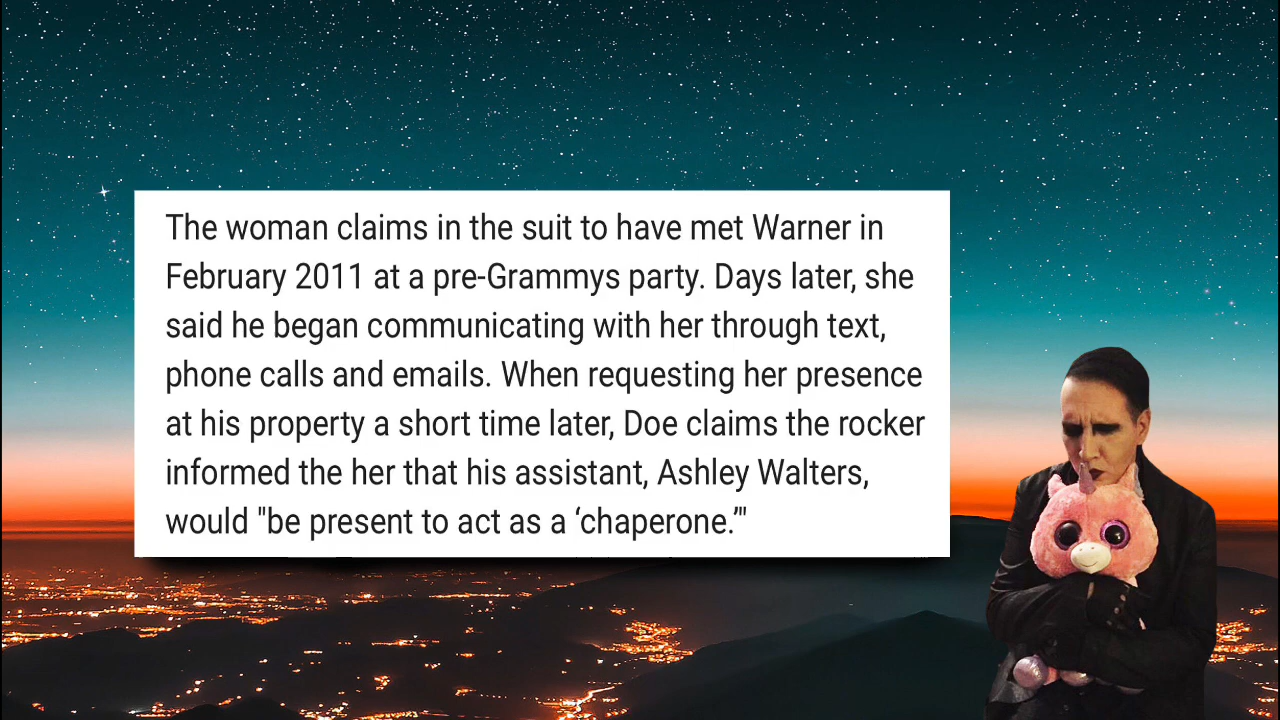 The woman claims in the suit to have met Warner in
February 2011 at a pre-Grammys party. Days later, she
said he began communicating with her through text,
phone calls and emails. When requesting her presence
at his property a short time later, Doe claims the rocker
informed the her that his assistant, Ashley Walters,
would "be present to act as a ‘chaperone.’"